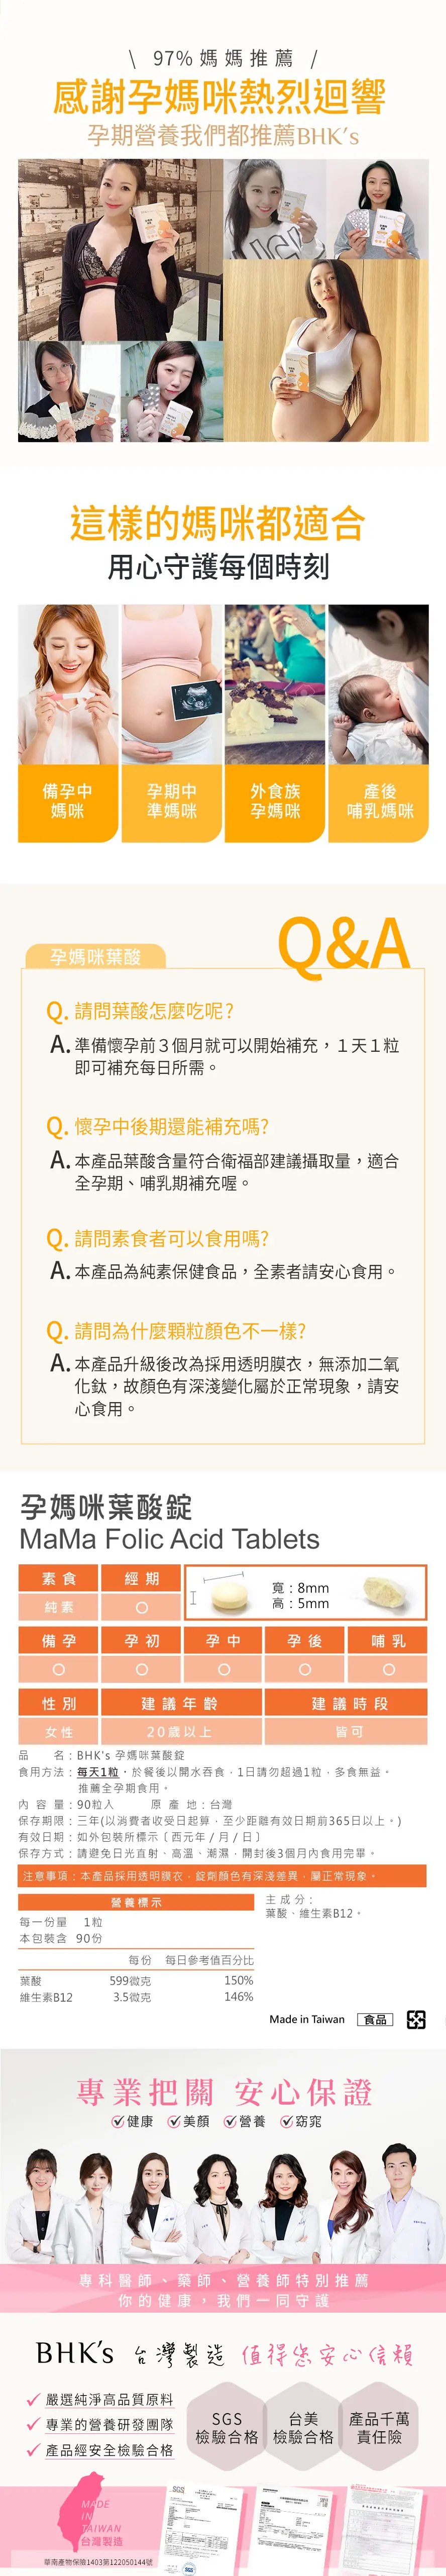 \ 97% 媽媽推薦 /
感謝孕媽咪熱烈迴響
孕期營養我們都推薦BHK's
這樣的媽咪都適合
用心守護每個時刻
備孕中
媽咪
孕期中
準媽咪
外食族
孕媽咪
產後
哺乳媽咪
Q&A
孕媽咪葉酸
Q. 請問葉酸怎麼吃呢?
A. 準備懷孕前3個月就可以開始補充，1天1粒
即可補充每日所需。
Q. 懷孕中後期還能補充嗎?
A. 本產品葉酸含量符合衛福部建議攝取量，適合
全孕期、哺乳期補充喔。
Q. 請問素食者可以食用嗎?
A. 本產品為純素保健食品，全素者請安心食用。
Q. 請問為什麼顆粒顏色不一樣?
A. 本產品升級後改為採用透明膜衣，無添加二氧
化鈦，故顏色有深淺變化屬於正常現象，請安
心食用。
孕媽咪葉酸錠
MaMa Folic Acid Tablets
素食 經期
純素 ○
寬：8mm
高：5mm
備孕 孕初 孕中 孕後 哺乳
○ ○ ○ ○ ○
性別 建議年齡 建議時段
女性 20歲以上 皆可
品 名：BHK's 孕媽咪葉酸錠
食用方法：每天1粒，於餐後以開水吞食，1日請勿超過1粒，多食無益。
推薦全孕期食用。
內容量：90粒入 原產地：台灣
保存期限：三年(以消費者收受日起算，至少距離有效日期前365日以上。)
有效日期：如外包裝所標示〔西元年/月/日〕
保存方式：請避免日光直射、高溫、潮濕，開封後3個月內食用完畢。
注意事項：本產品採用透明膜衣，錠劑顏色有深淺差異，屬正常現象。
營養標示
每一份量 1粒
本包裝含 90份
每份 每日參考值百分比
葉酸 599微克 150%
維生素B12 3.5微克 146%
主成分：
葉酸、維生素B12。
Made in Taiwan 食品
專業把關 安心保證
健康 美顏 營養 窈窕
專科醫師、藥師、營養師特別推薦
你的健康，我們一同守護
BHK's 台灣製造 值得您安心信賴
嚴選純淨高品質原料
專業的營養研發團隊
產品經安全檢驗合格
SGS
檢驗合格
台美
檢驗合格
產品千萬
責任險
MADE
IN
TAIWAN
台灣製造
SGS
SGS
華南產物保險1403第122050144號